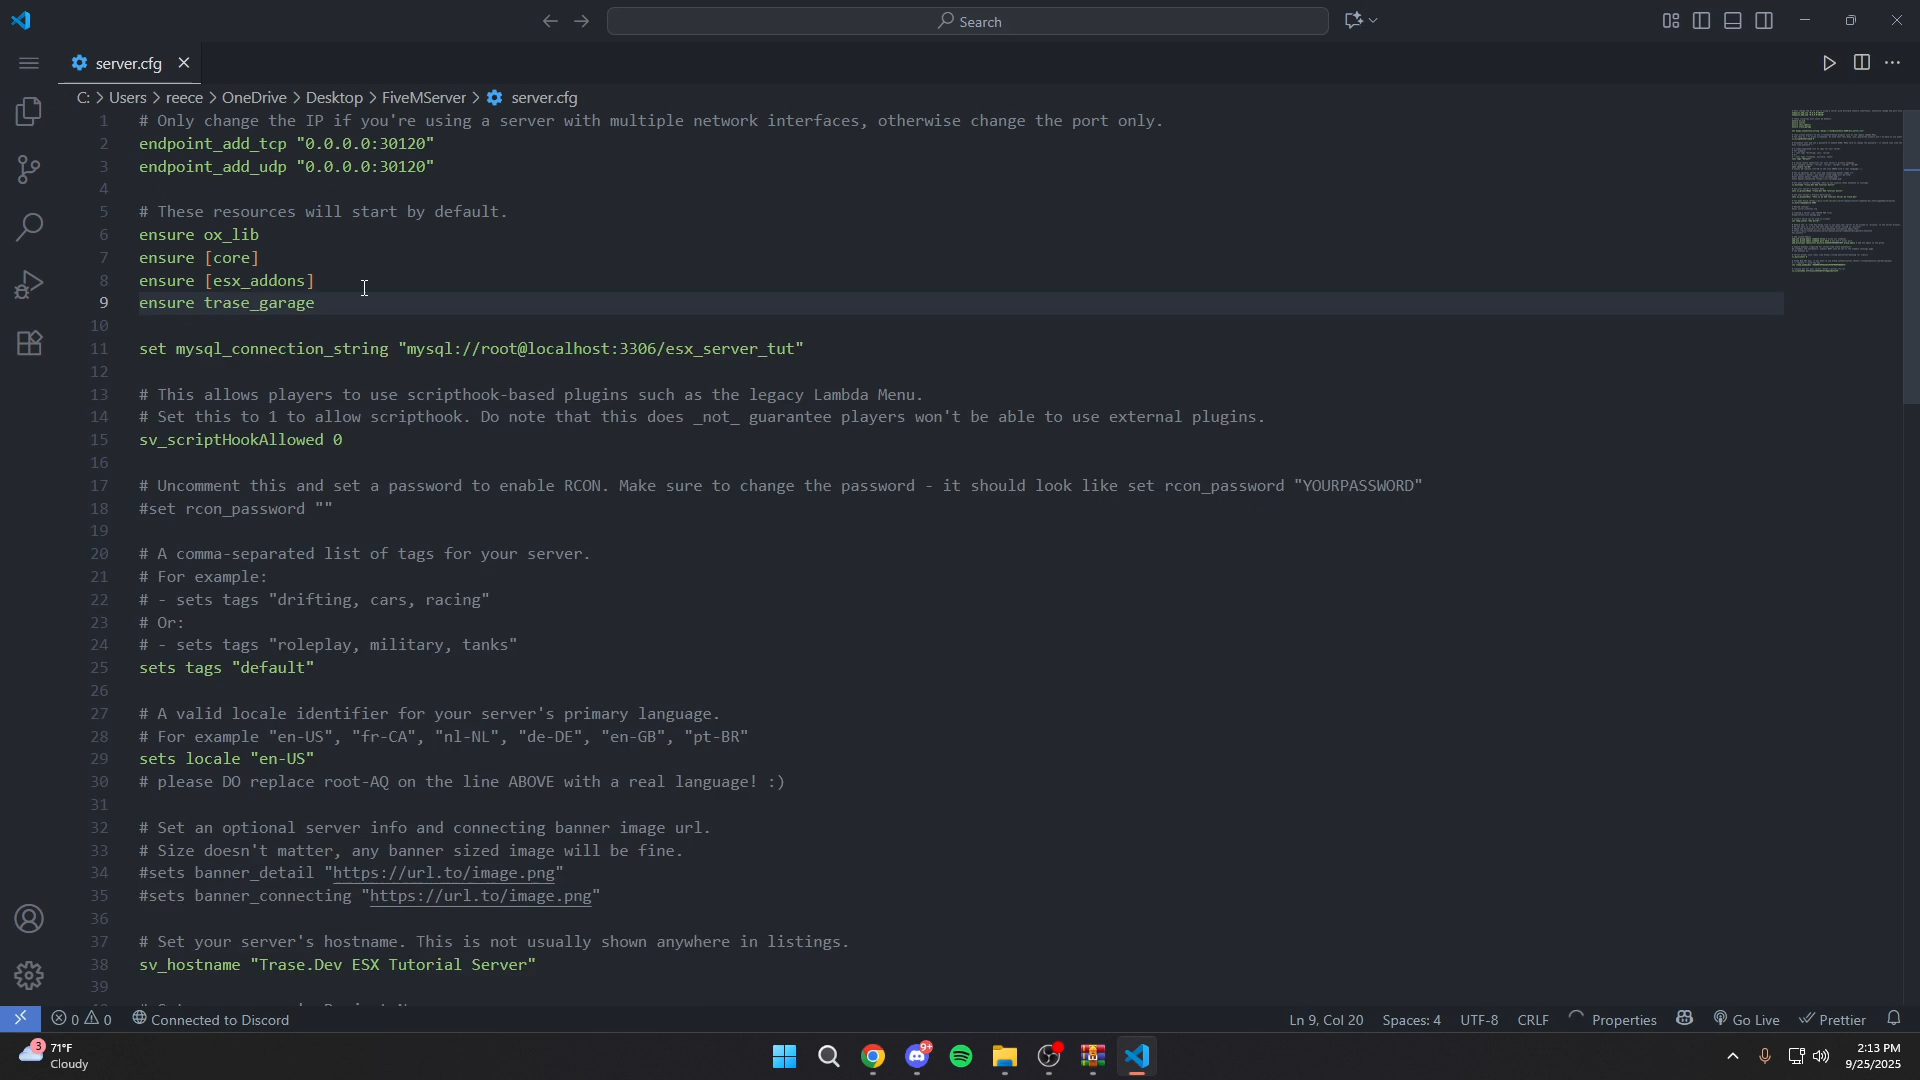 Search
server.cfg
C: > Users > reece > OneDrive > Desktop > FiveMServer > server.cfg
1 # Only change the IP if you're using a server with multiple network interfaces, otherwise change the port only.
2 endpoint_add_tcp "0.0.0.0:30120"
3 endpoint_add_udp "0.0.0.0:30120"
4
5 # These resources will start by default.
6 ensure ox_lib
7 ensure [core]
8 ensure [esx_addons]
9 ensure trase_garage
10
11 set mysql_connection_string "mysql://root@localhost:3306/esx_server_tut"
12
13 # This allows players to use scripthook-based plugins such as the legacy Lambda Menu.
14 # Set this to 1 to allow scripthook. Do note that this does _not_ guarantee players won't be able to use external plugins.
15 sv_scriptHookAllowed 0
16
17 # Uncomment this and set a password to enable RCON. Make sure to change the password - it should look like set rcon_password "YOURPASSWORD"
18 #set rcon_password ""
19
20 # A comma-separated list of tags for your server.
21 # For example:
22 # - sets tags "drifting, cars, racing"
23 # Or:
24 # - sets tags "roleplay, military, tanks"
25 sets tags "default"
26
27 # A valid locale identifier for your server's primary language.
28 # For example "en-US", "fr-CA", "nl-NL", "de-DE", "en-GB", "pt-BR"
29 sets locale "en-US"
30 # please DO replace root-AQ on the line ABOVE with a real language! :)
31
32 # Set an optional server info and connecting banner image url.
33 # Size doesn't matter, any banner sized image will be fine.
34 #sets banner_detail "https://url.to/image.png"
35 #sets banner_connecting "https://url.to/image.png"
36
37 # Set your server's hostname. This is not usually shown anywhere in listings.
38 sv_hostname "Trase.Dev ESX Tutorial Server"
39
0 0 Connected to Discord Ln 9, Col 20 Spaces: 4 UTF-8 CRLF Properties Go Live Prettier
3 71°F 9+ 2:13 PM
Cloudy 9/25/2025